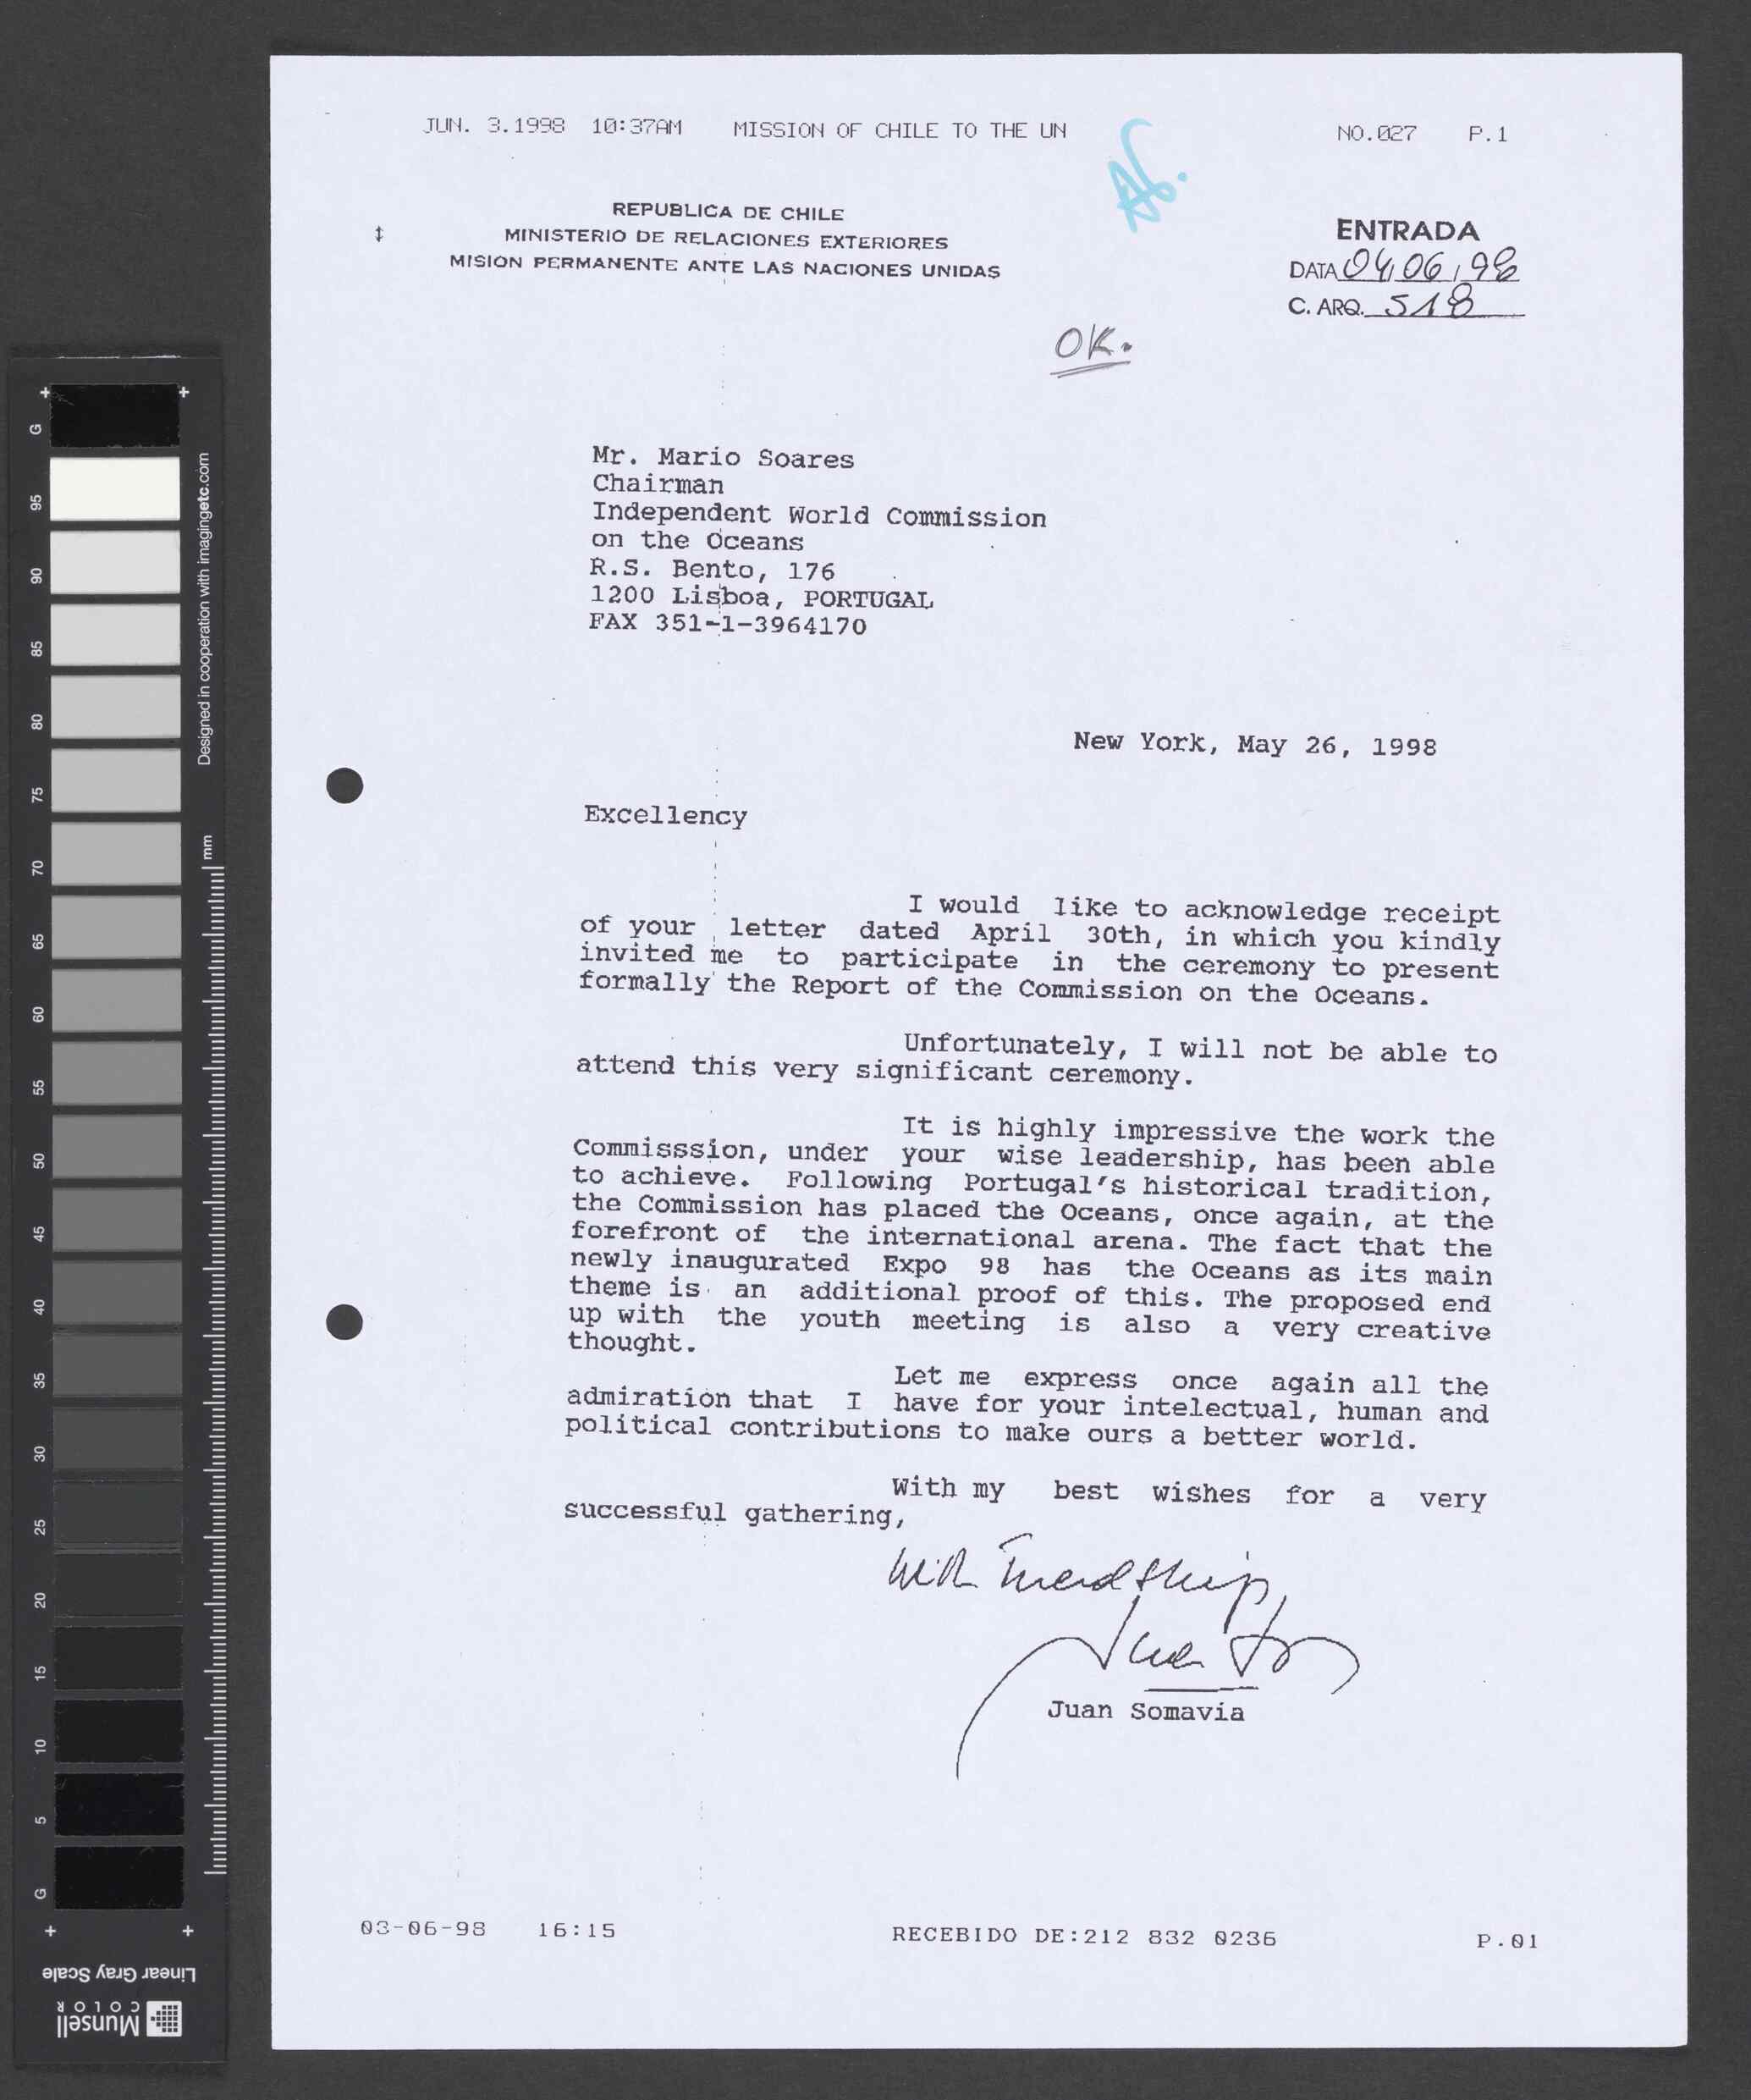 JUN. 3.1998 10:37AM MISSION OF CHILE TO THE UN NO.027 P.1
REPUBLICA DE CHILE
MINISTERIO DE RELACIONES EXTERIORES
MISION PERMANENTE ANTE LAS NACIONES UNIDAS
ENTRADA
DATA 04/06/98
C. ARQ. 518
OK.
Mr. Mario Soares
Chairman
Independent World Commission
on the Oceans
R.S. Bento, 176
1200 Lisboa, PORTUGAL
FAX 351-1-3964170
New York, May 26, 1998
Excellency
I would like to acknowledge receipt
of your letter dated April 30th, in which you kindly
invited me to participate in the ceremony to present
formally the Report of the Commission on the Oceans.
Unfortunately, I will not be able to
attend this very significant ceremony.
It is highly impressive the work the
Commisssion, under your wise leadership, has been able
to achieve. Following Portugal's historical tradition,
the Commission has placed the Oceans, once again, at the
forefront of the international arena. The fact that the
newly inaugurated Expo 98 has the Oceans as its main
theme is an additional proof of this. The proposed end
up with the youth meeting is also a very creative
thought.
Let me express once again all the
admiration that I have for your intelectual, human and
political contributions to make ours a better world.
With my best wishes for a very
successful gathering,
With Friendship,
Juan Somavia
03-06-98 16:15 RECEBIDO DE:212 832 0236 P.01
G
95
90
85
80
75
70
65
60
55
50
45
40
35
30
25
20
15
10
5
G
Designed in cooperation with imagingetc.com
mm
Linear Gray Scale
Munsell
COLOR